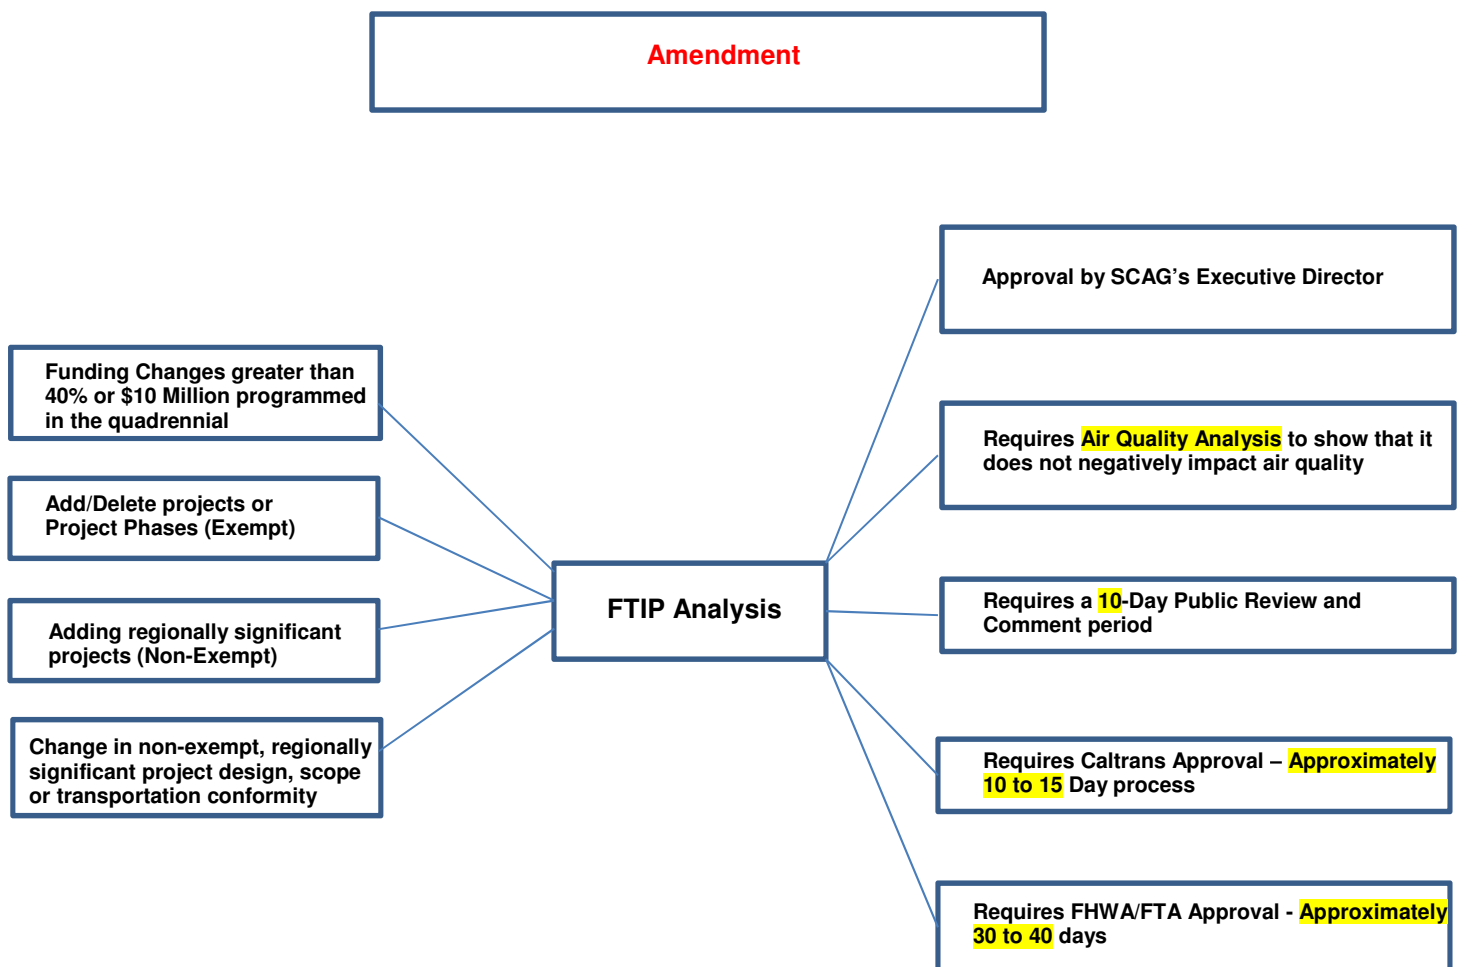 Amendment
Funding Changes greater than
40% or $10 Million programmed
in the quadrennial
Add/Delete projects or
Project Phases (Exempt)
Adding regionally significant
projects (Non-Exempt)
Change in non-exempt, regionally
significant project design, scope
or transportation conformity
FTIP Analysis
Approval by SCAG’s Executive Director
Requires Air Quality Analysis to show that it
does not negatively impact air quality
Requires a 10-Day Public Review and
Comment period
Requires Caltrans Approval – Approximately
10 to 15 Day process
Requires FHWA/FTA Approval - Approximately
30 to 40 days